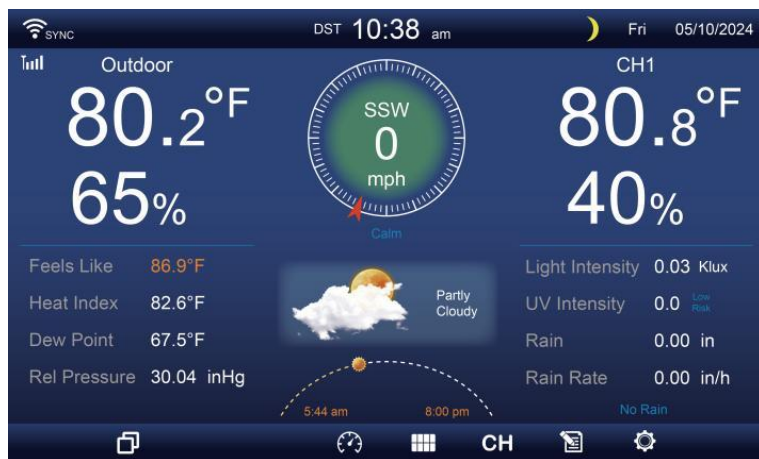 SYNC DST 10:38 am Fri 05/10/2024
Outdoor
80.2°F
65%
Feels Like 86.9°F
Heat Index 82.6°F
Dew Point 67.5°F
Rel Pressure 30.04 inHg
SSW
0
mph
Calm
Partly
Cloudy
5:44 am 8:00 pm
CH1
80.8°F
40%
Light Intensity 0.03 Klux
UV Intensity 0.0 Low
Risk
Rain 0.00 in
Rain Rate 0.00 in/h
No Rain
CH